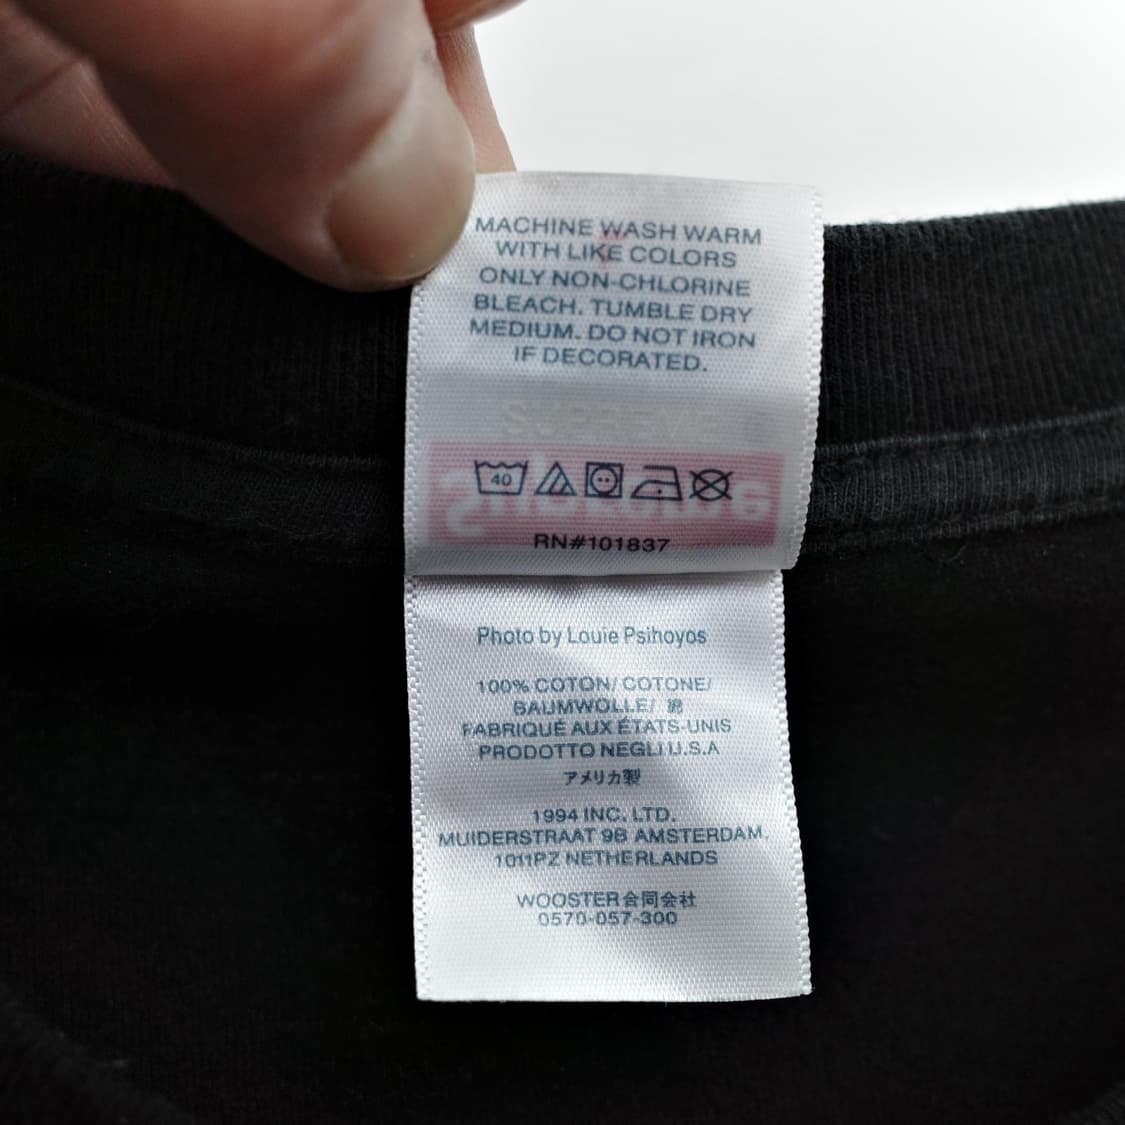 MACHINE WASH WARM
WITH LIKE COLORS
ONLY NON-CHLORINE
BLEACH. TUMBLE DRY
MEDIUM. DO NOT IRON
IF DECORATED.
SUPREME
40
RN#101837
Photo by Louie Psihoyos
100% COTON/ COTONE/
BAUMWOLLE/ 綿
FABRIQUÉ AUX ÉTATS-UNIS
PRODOTTO NEGLI U.S.A
アメリカ製
1994 INC. LTD.
MUIDERSTRAAT 9B AMSTERDAM.
1011PZ NETHERLANDS
WOOSTER合同会社
0570-057-300